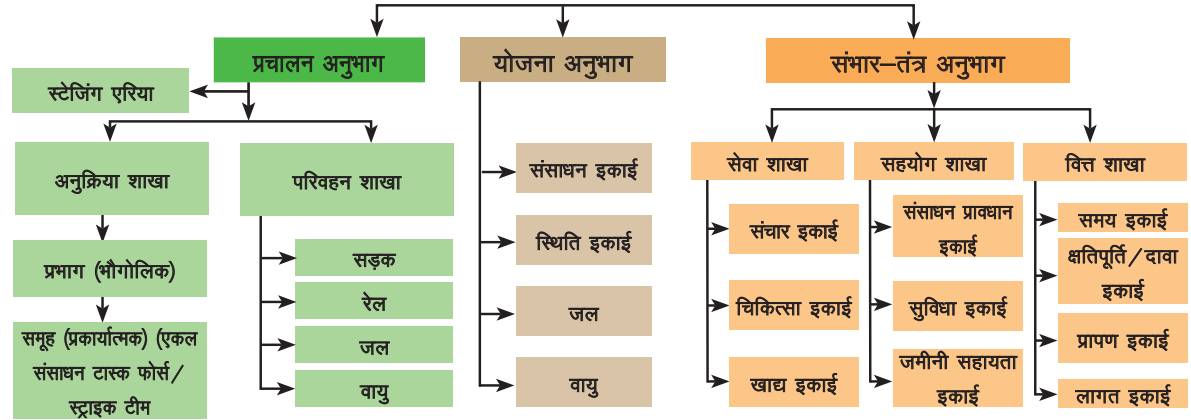 प्रचालन अनुभाग
योजना अनुभाग
संभार–तंत्र अनुभाग
स्टेजिंग एरिया
अनुक्रिया शाखा
परिवहन शाखा
प्रभाग (भौगोलिक)
समूह (प्रकार्यात्मक) (एकल
संसाधन टास्क फोर्स/
स्ट्राइक टीम
सड़क
रेल
जल
वायु
संसाधन इकाई
स्थिति इकाई
जल
वायु
सेवा शाखा
संचार इकाई
चिकित्सा इकाई
खाद्य इकाई
सहयोग शाखा
संसाधन प्रावधान
इकाई
सुविधा इकाई
जमीनी सहायता
इकाई
वित्त शाखा
समय इकाई
क्षतिपूर्ति/दावा
इकाई
प्रापण इकाई
लागत इकाई